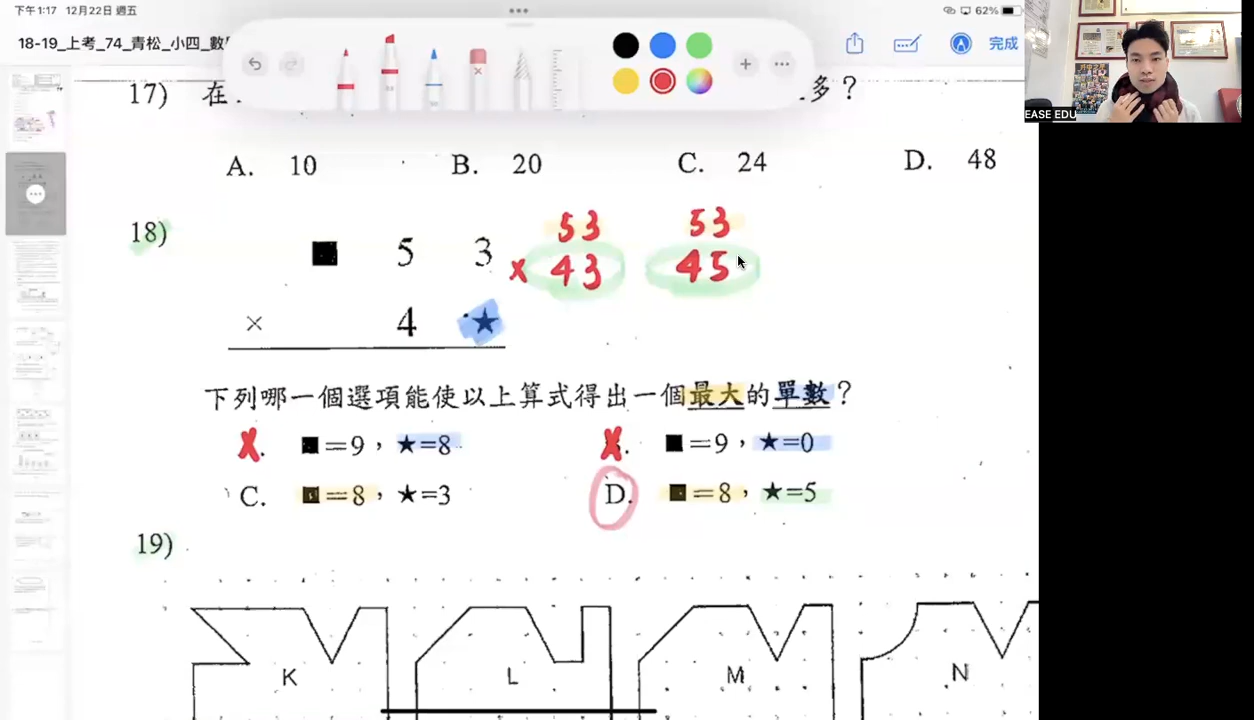 下午1:17 12月22日 週五
62%
18-19_上考_74_青松_小四_數
完成
EASE EDU
17) 在
多？
A. 10 B. 20 C. 24 D. 48
18)
■ 5 3
× 4 ★
53
× 43
53
45
下列哪一個選項能使以上算式得出一個最大的單數？
■=9，★=8 ■=9，★=0
C. ■=8，★=3 D. ■=8，★=5
19)
K L M N